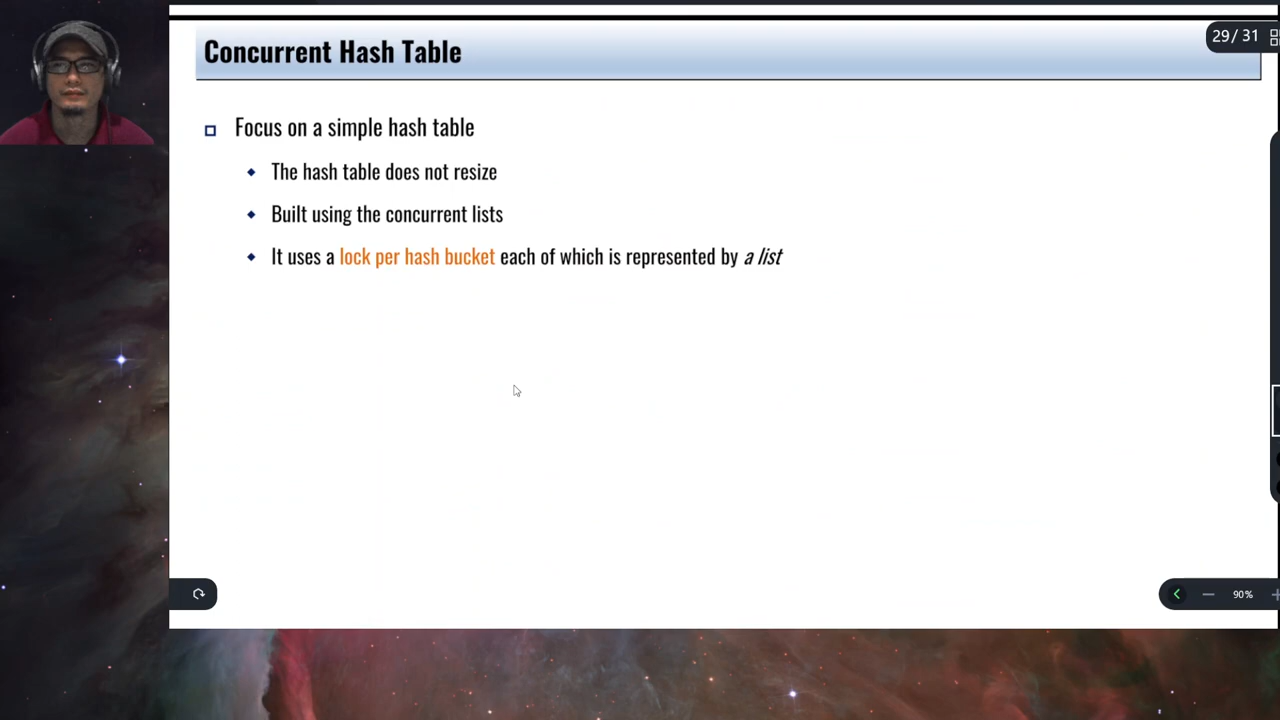 Concurrent Hash Table
29 / 31
Focus on a simple hash table
The hash table does not resize
Built using the concurrent lists
It uses a lock per hash bucket each of which is represented by a list
90%